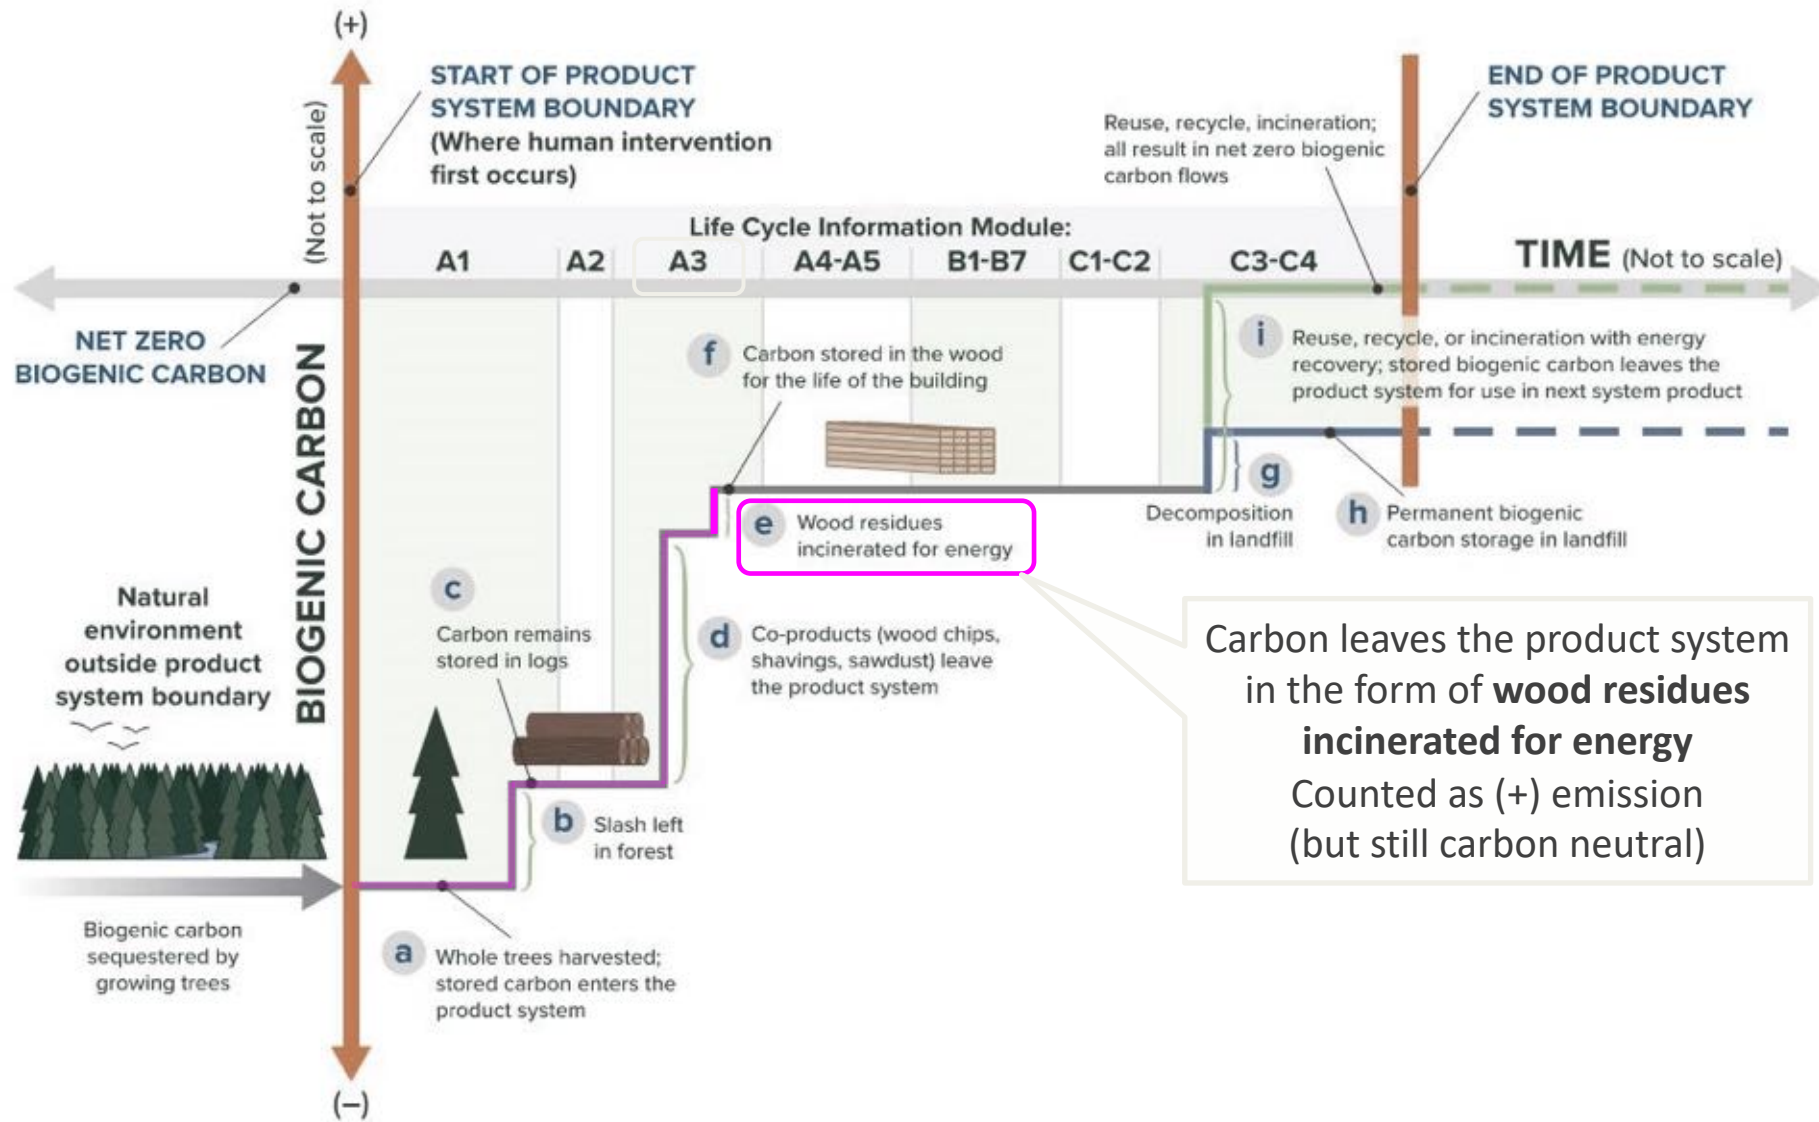 (+)
START OF PRODUCT
SYSTEM BOUNDARY
(Where human intervention
first occurs)
(Not to scale)
Reuse, recycle, incineration;
all result in net zero biogenic
carbon flows
END OF PRODUCT
SYSTEM BOUNDARY
Life Cycle Information Module:
A1
A2
A3
A4-A5
B1-B7
C1-C2
C3-C4
TIME (Not to scale)
NET ZERO
BIOGENIC CARBON
BIOGENIC CARBON
f
Carbon stored in the wood
for the life of the building
i
Reuse, recycle, or incineration with energy
recovery; stored biogenic carbon leaves the
product system for use in next system product
e
Wood residues
incinerated for energy
g
Decomposition
in landfill
h
Permanent biogenic
carbon storage in landfill
Natural
environment
outside product
system boundary
c
Carbon remains
stored in logs
d
Co-products (wood chips,
shavings, sawdust) leave
the product system
Carbon leaves the product system
in the form of wood residues
incinerated for energy
Counted as (+) emission
(but still carbon neutral)
b
Slash left
in forest
Biogenic carbon
sequestered by
growing trees
a
Whole trees harvested;
stored carbon enters the
product system
(−)